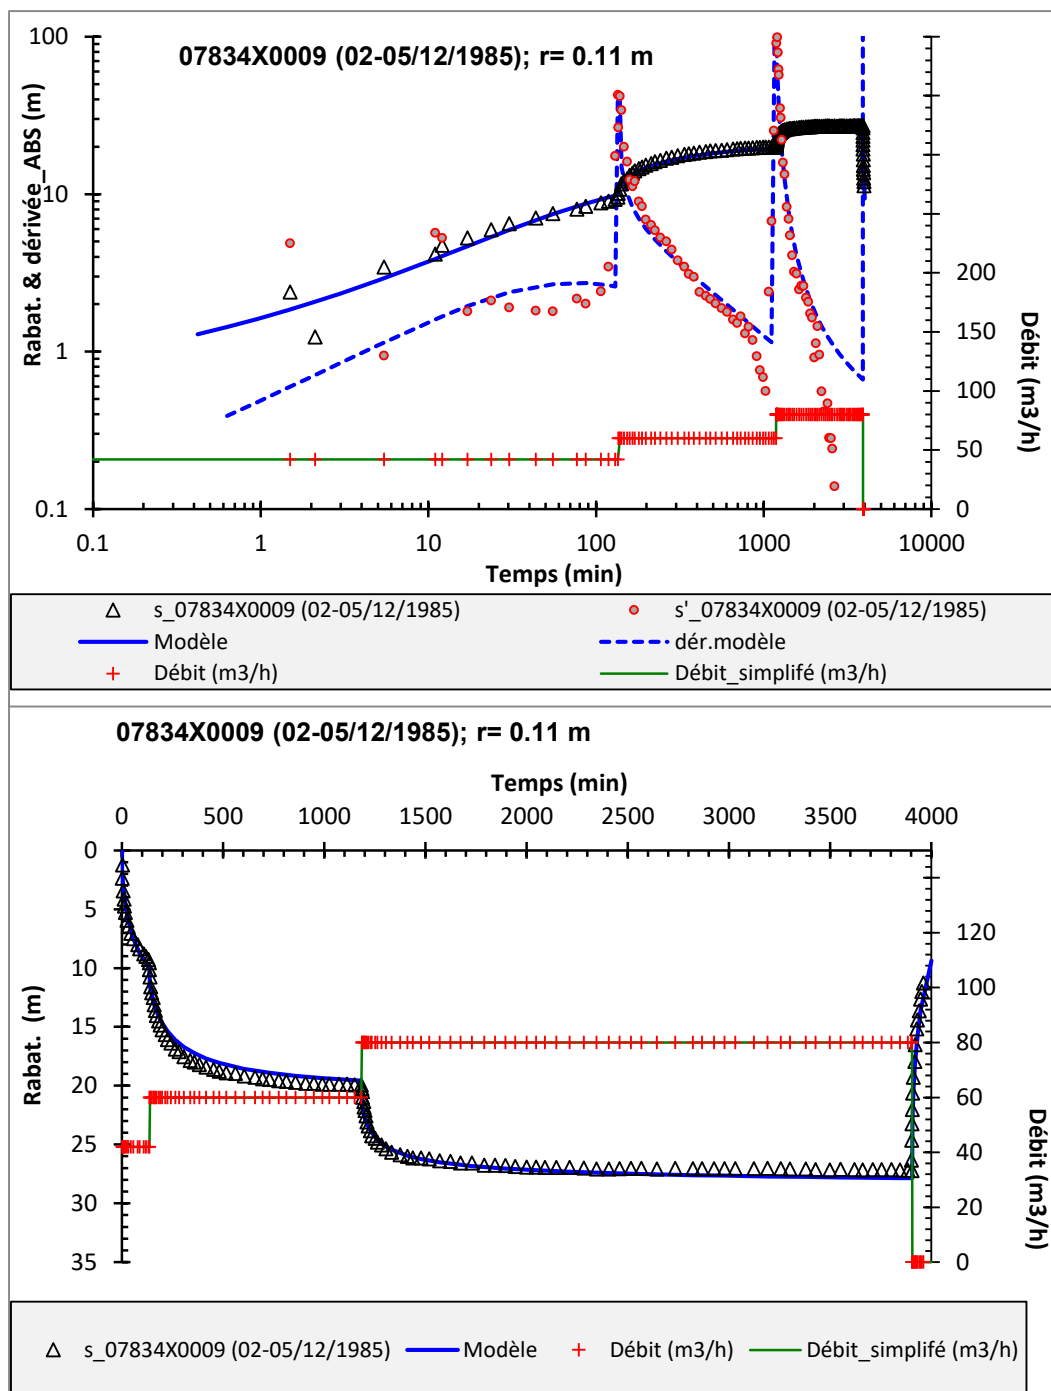 07834X0009 (02-05/12/1985); r= 0.11 m
Rabat. & dérivée_ABS (m)
100
10
1
0.1
200
150
100
50
0
Débit (m3/h)
0.1 1 10 100 1000 10000
Temps (min)
s_07834X0009 (02-05/12/1985) s'_07834X0009 (02-05/12/1985)
Modèle dér.modèle
Débit (m3/h) Débit_simplifé (m3/h)
07834X0009 (02-05/12/1985); r= 0.11 m
Temps (min)
0 500 1000 1500 2000 2500 3000 3500 4000
Rabat. (m)
0
5
10
15
20
25
30
35
120
100
80
60
40
20
0
Débit (m3/h)
s_07834X0009 (02-05/12/1985) Modèle Débit (m3/h) Débit_simplifé (m3/h)